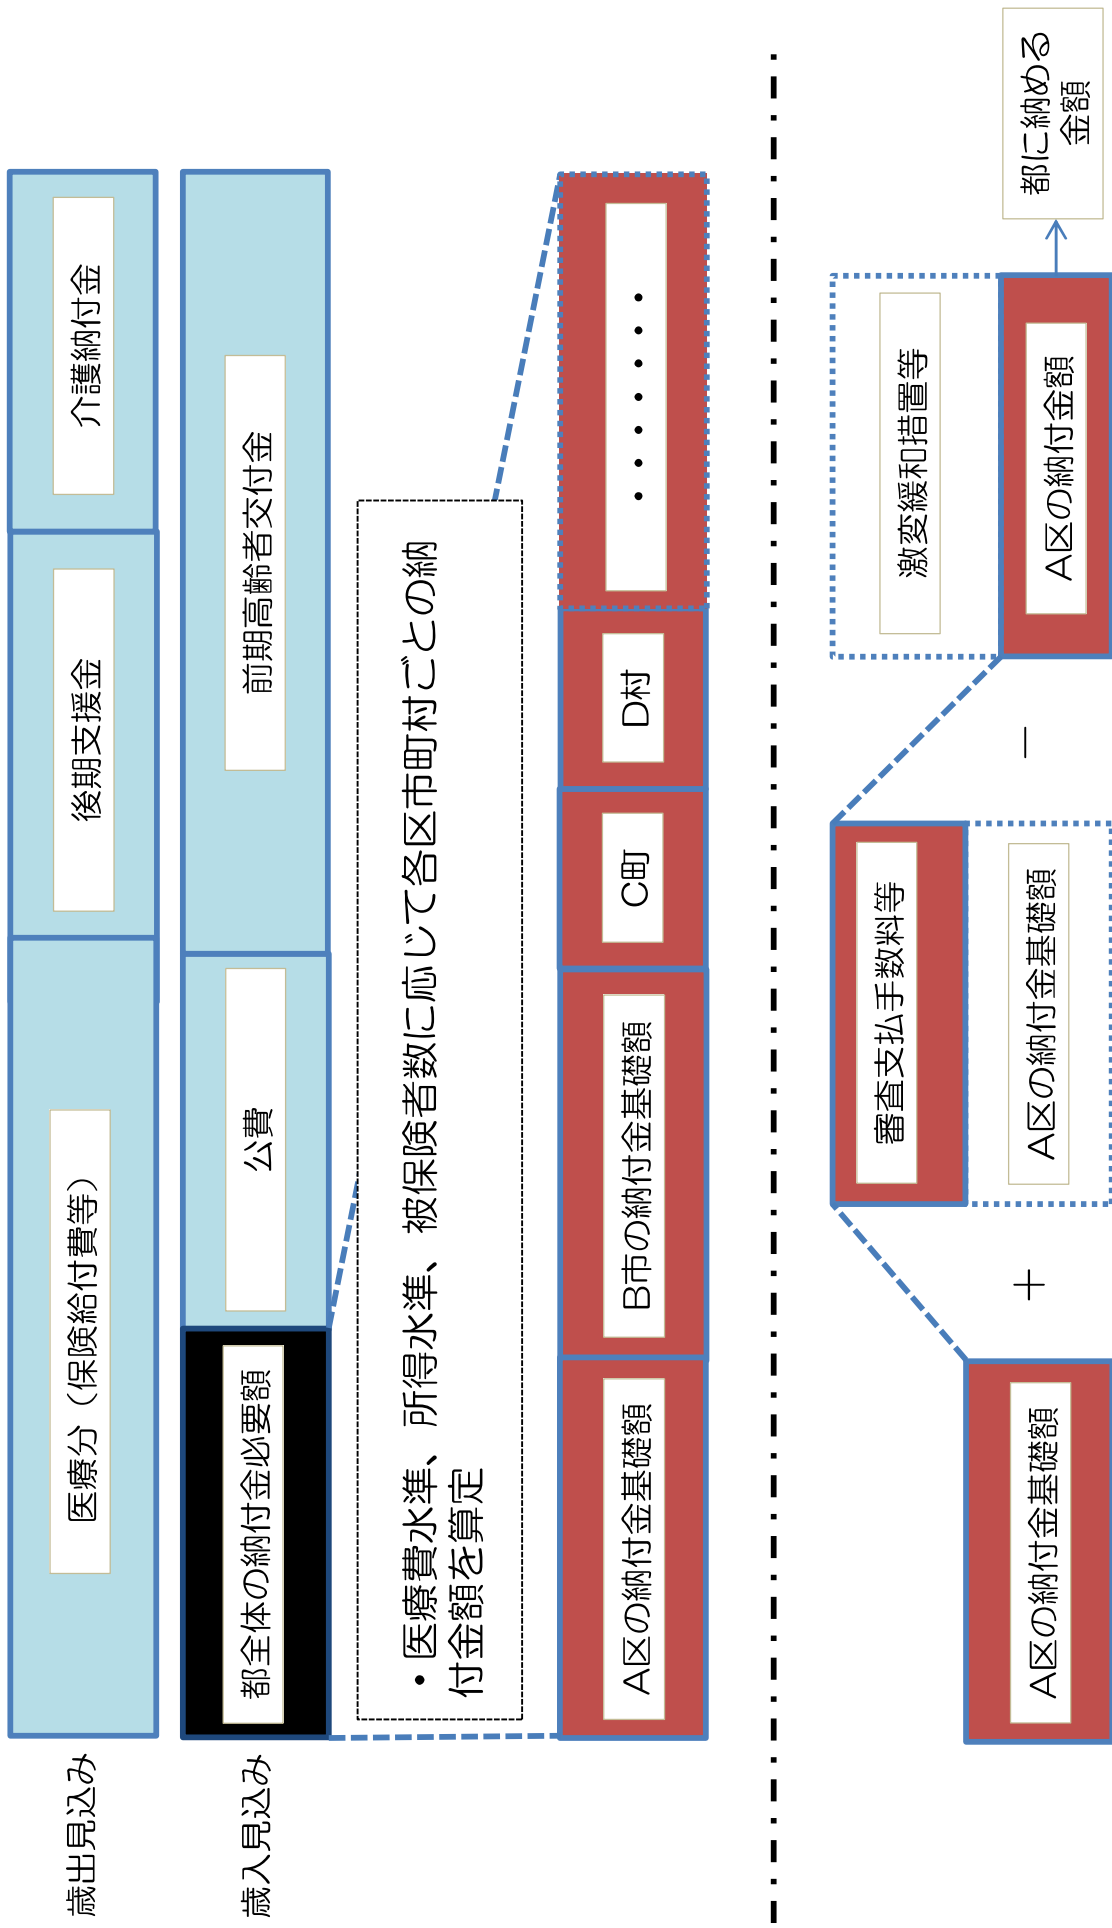 歳出見込み
医療分（保険給付費等）
後期支援金
介護納付金
歳入見込み
都全体の納付金必要額
公費
前期高齢者交付金
・医療費水準、所得水準、被保険者数に応じて各区市町村ごとの納
付金額を算定
A区の納付金基礎額
B市の納付金基礎額
C町
D村
・・・・・・・
A区の納付金基礎額
＋
審査支払手数料等
A区の納付金基礎額
－
激変緩和措置等
A区の納付金額
都に納める
金額